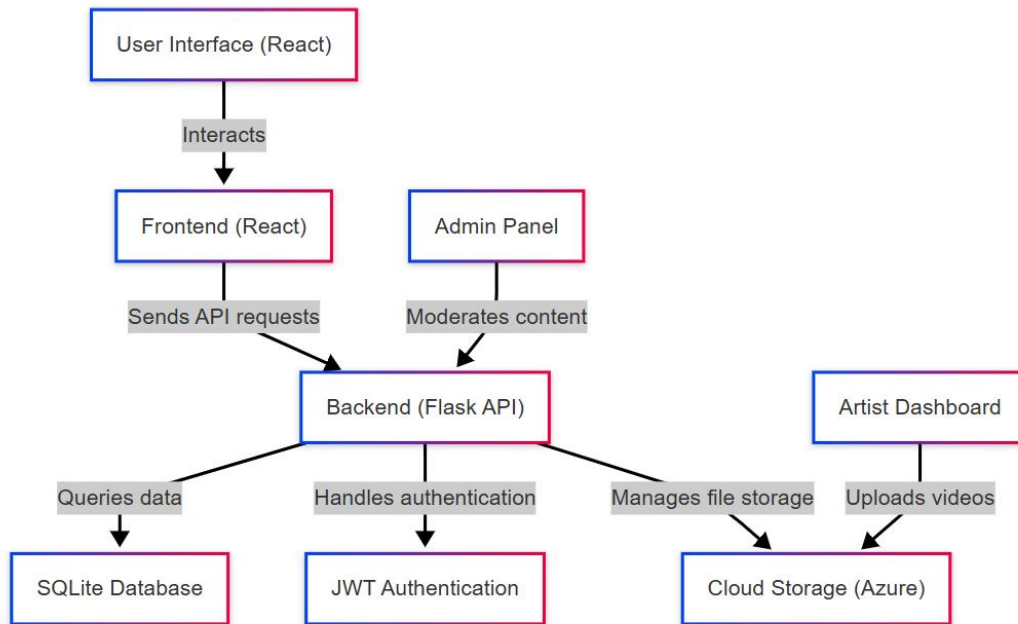 User Interface (React)
Interacts
Frontend (React)
Admin Panel
Sends API requests
Moderates content
Backend (Flask API)
Artist Dashboard
Queries data
Handles authentication
Manages file storage
Uploads videos
SQLite Database
JWT Authentication
Cloud Storage (Azure)